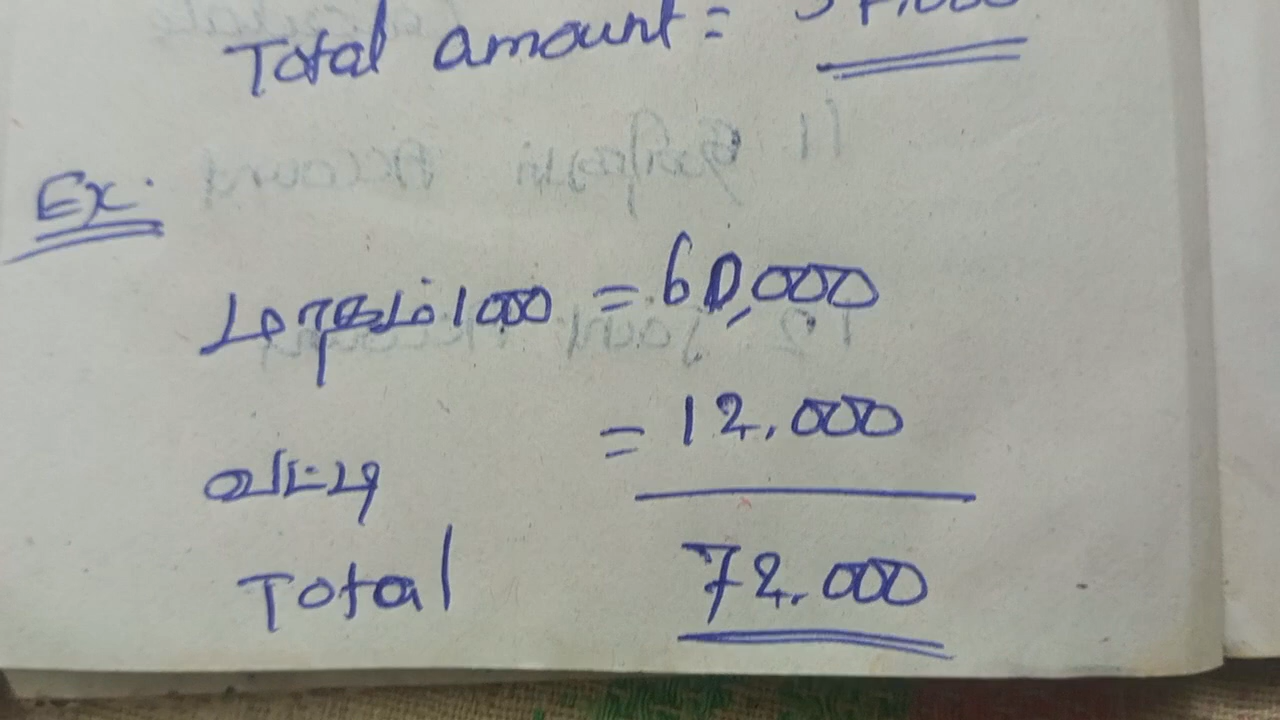 Total amount =
Ex:
மாதம் 1000 = 60,000
வட்டி = 12,000
Total 72,000